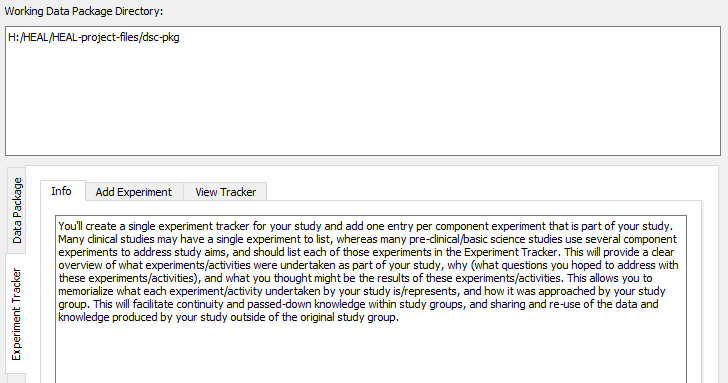 Working Data Package Directory:
H:/HEAL/HEAL-project-files/dsc-pkg
Data Package
Experiment Tracker
Info
Add Experiment
View Tracker
You'll create a single experiment tracker for your study and add one entry per component experiment that is part of your study.
Many clinical studies may have a single experiment to list, whereas many pre-clinical/basic science studies use several component
experiments to address study aims, and should list each of those experiments in the Experiment Tracker. This will provide a clear
overview of what experiments/activities were undertaken as part of your study, why (what questions you hoped to address with
these experiments/activities), and what you thought might be the results of these experiments/activities. This allows you to
memorialize what each experiment/activity undertaken by your study is/represents, and how it was approached by your study
group. This will facilitate continuity and passed-down knowledge within study groups, and sharing and re-use of the data and
knowledge produced by your study outside of the original study group.